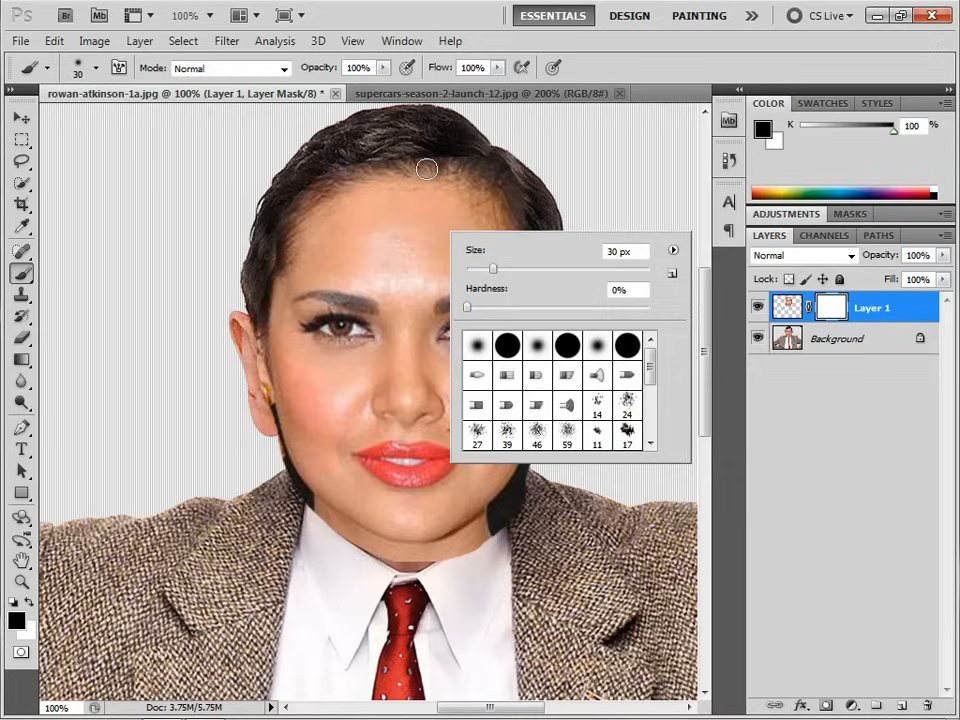 Ps Br Mb 100% ESSENTIALS DESIGN PAINTING CS Live
File Edit Image Layer Select Filter Analysis 3D View Window Help
30 Mode: Normal Opacity: 100% Flow: 100%
rowan-atkinson-1a.jpg @ 100% (Layer 1, Layer Mask/8) * supercars-season-2-launch-12.jpg @ 200% (RGB/8#)
COLOR SWATCHES STYLES
Mb
K 100 %
A
ADJUSTMENTS MASKS
LAYERS CHANNELS PATHS
Normal Opacity: 100%
Lock: Fill: 100%
Layer 1
Background
Size: 30 px
Hardness: 0%
14 24
27 39 46 59 11 17
T
100% Doc: 3.75M/5.75M
fx